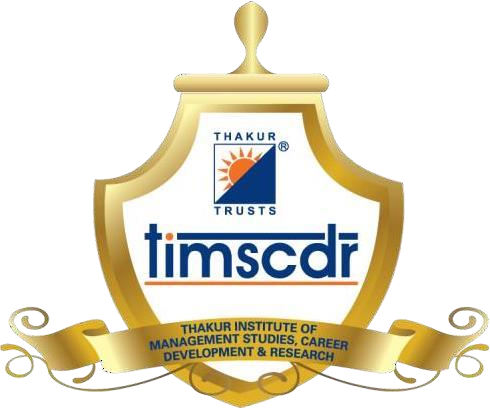 THAKUR
®
TRUSTS
timscdr
THAKUR INSTITUTE OF
MANAGEMENT STUDIES, CAREER
DEVELOPMENT & RESEARCH